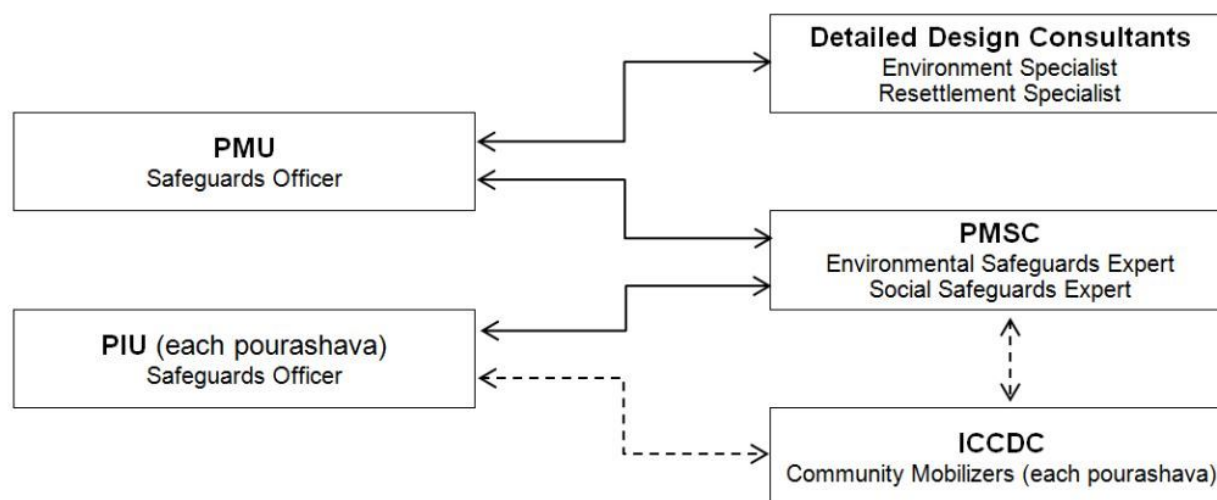 Detailed Design Consultants
Environment Specialist
Resettlement Specialist
PMU
Safeguards Officer
PMSC
Environmental Safeguards Expert
Social Safeguards Expert
PIU (each pourashava)
Safeguards Officer
ICCDC
Community Mobilizers (each pourashava)